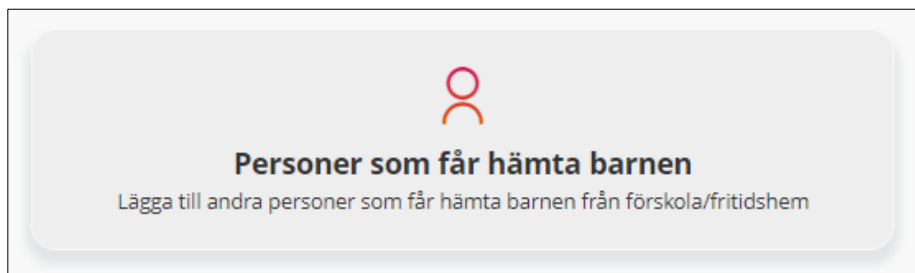 Personer som får hämta barnen
Lägga till andra personer som får hämta barnen från förskola/fritidshem